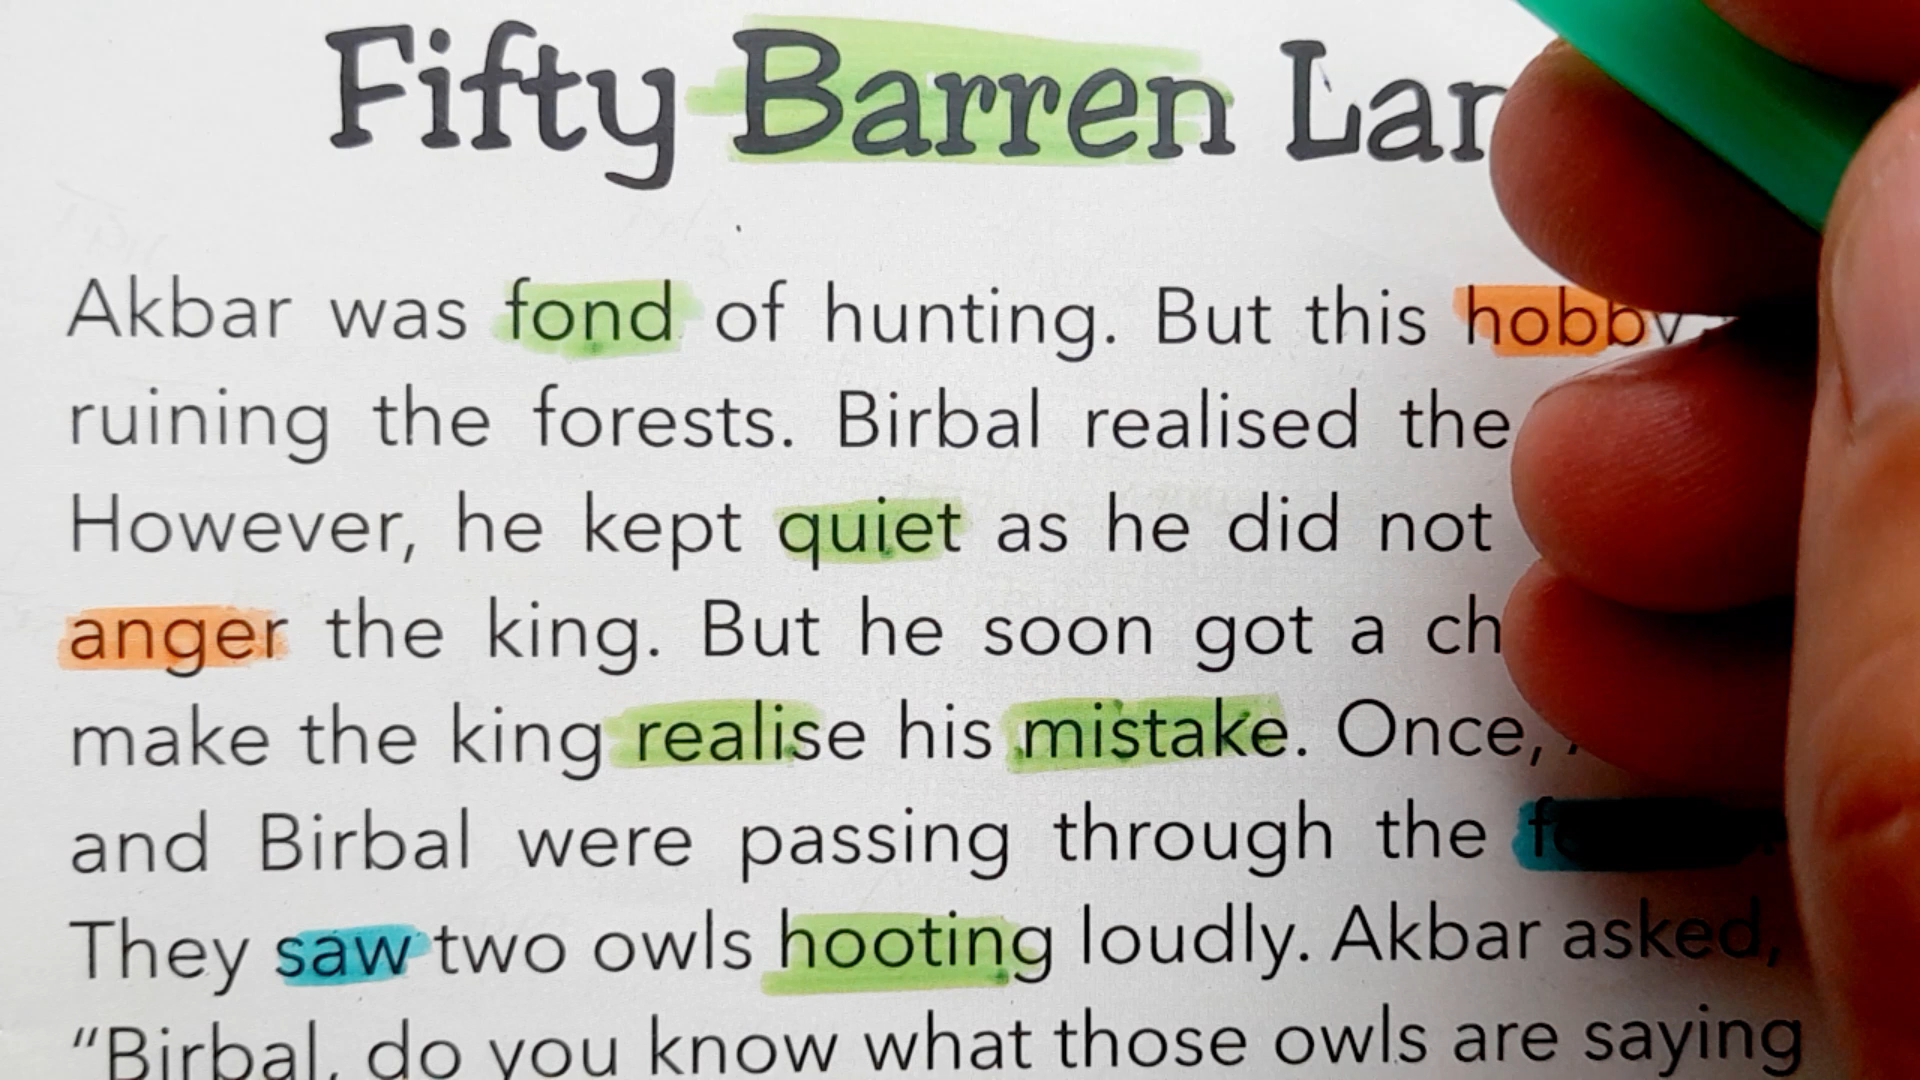 Fifty Barren
Akbar was fond of hunting. But this hobby
ruining the forests. Birbal realised the
However, he kept quiet as he did not
anger the king. But he soon got a
make the king realise his mistake. Once,
and Birbal were passing through the
They saw two owls hooting loudly. Akbar asked,
“Birbal, do you know what those owls are saying